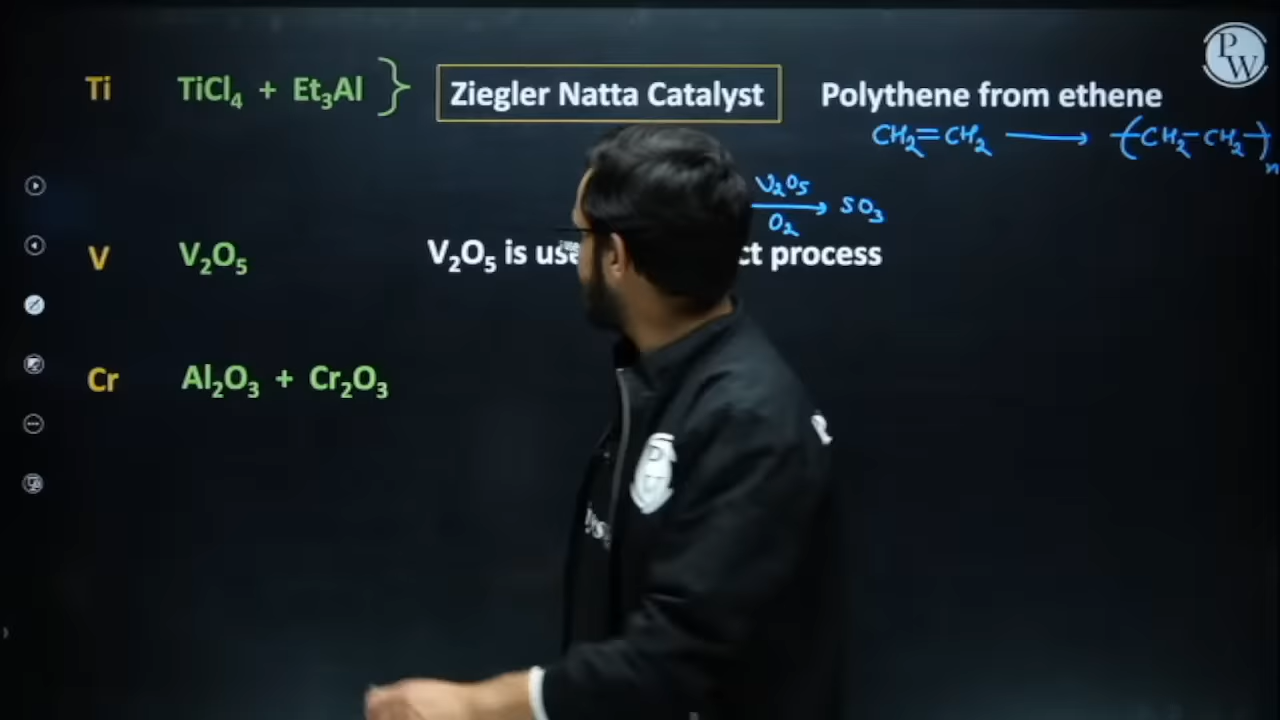 Ti TiCl₄ + Et₃Al } Ziegler Natta Catalyst Polythene from ethene
CH₂=CH₂ ⟶ (CH₂-CH₂-)n
V₂O₅
⟶ SO₃
O₂
V V₂O₅ V₂O₅ is use ct process
Cr Al₂O₃ + Cr₂O₃
PW